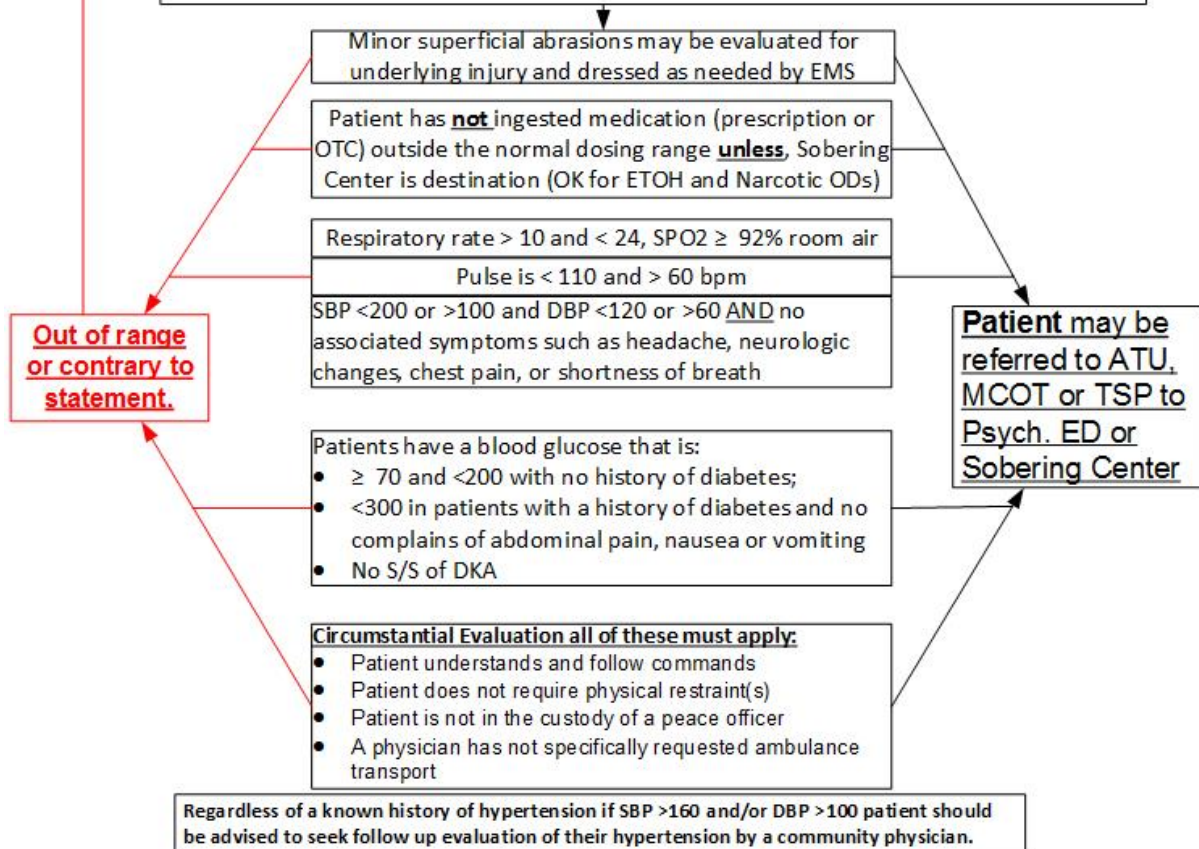 Minor superficial abrasions may be evaluated for
underlying injury and dressed as needed by EMS
Patient has not ingested medication (prescription or
OTC) outside the normal dosing range unless, Sobering
Center is destination (OK for ETOH and Narcotic ODs)
Respiratory rate > 10 and < 24, SPO2 ≥ 92% room air
Pulse is < 110 and > 60 bpm
SBP <200 or >100 and DBP <120 or >60 AND no
associated symptoms such as headache, neurologic
changes, chest pain, or shortness of breath
Out of range
or contrary to
statement.
Patient may be
referred to ATU,
MCOT or TSP to
Psych. ED or
Sobering Center
Patients have a blood glucose that is:
● ≥ 70 and <200 with no history of diabetes;
● <300 in patients with a history of diabetes and no
complains of abdominal pain, nausea or vomiting
● No S/S of DKA
Circumstantial Evaluation all of these must apply:
● Patient understands and follow commands
● Patient does not require physical restraint(s)
● Patient is not in the custody of a peace officer
● A physician has not specifically requested ambulance
transport
Regardless of a known history of hypertension if SBP >160 and/or DBP >100 patient should
be advised to seek follow up evaluation of their hypertension by a community physician.